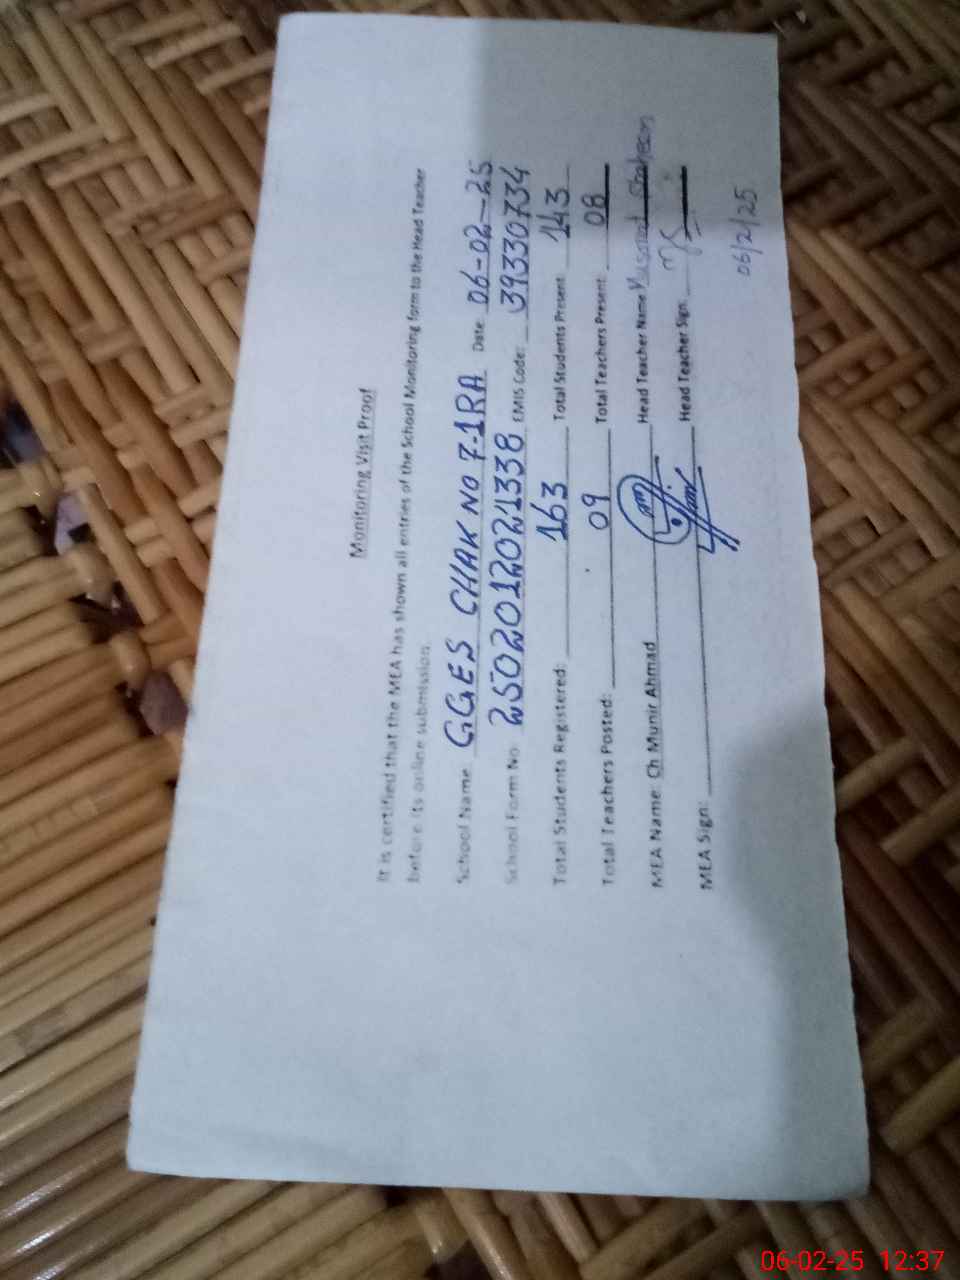 Monitoring Visit Proof
It is certified that the MEA has shown all entries of the School Monitoring form to the Head Teacher
before its online submission.
School Name GGES CHAK NO 7-1RA Date: 06-02-25
School Form No: 2502012021338 EMIS Code: 39330734
Total Students Registered: 163 Total Students Present: 143
Total Teachers Posted: 09 Total Teachers Present: 08
MEA Name: Ch Munir Ahmad Head Teacher Name Shaheen
MEA Sign: Head Teacher Sign:
06/2/25
06-02-25 12:37